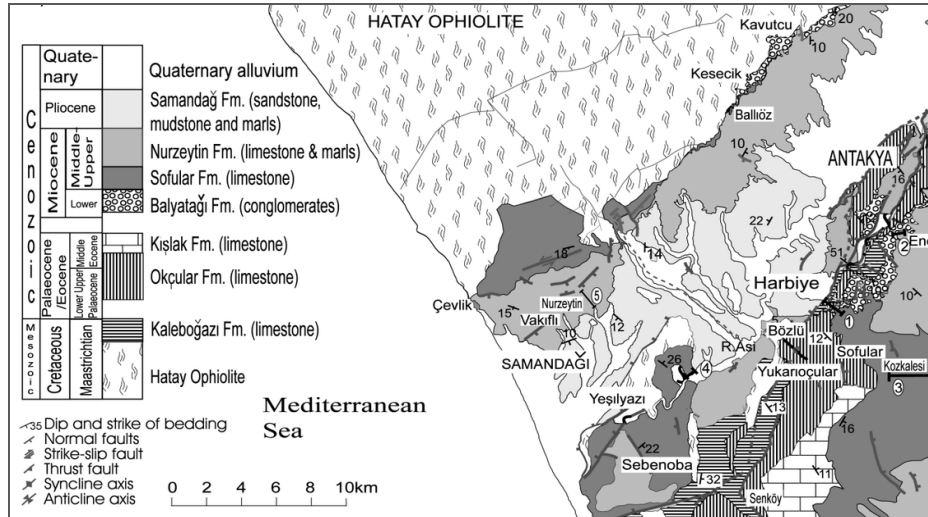 HATAY OPHIOLITE
Kavutcu
20
10
Kesecik
Ballıöz
10
ANTAKYA
16
22
2
51
Harbiye
10
14
18
Çevlik
15
Nurzeytin
5
Vakıflı
12
10
SAMANDAĞI
R.Asi
Bözlü
1
12
Sofular
Kozkalesi
Yukarıoçular
3
26
4
Yeşilyazı
13
16
22
Sebenoba
11
32
Senköy
Mediterranean
Sea
Cenozoic
Mesozoic
Quate-
nary
Quaternary alluvium
Pliocene
Samandağ Fm. (sandstone,
mudstone and marls)
Miocene
Middle-
Upper
Nurzeytin Fm. (limestone & marls)
Sofular Fm. (limestone)
Lower
Balyatağı Fm. (conglomerates)
Palaeocene
/Eocene
Middle
Eocene
Kışlak Fm. (limestone)
Lower Upper
Palaeocene
Okçular Fm. (limestone)
Cretaceous
Maastrichtian
Kaleboğazı Fm. (limestone)
Hatay Ophiolite
35 Dip and strike of bedding
Normal faults
Strike-slip fault
Thrust fault
Syncline axis
Anticline axis
0 2 4 6 8 10km